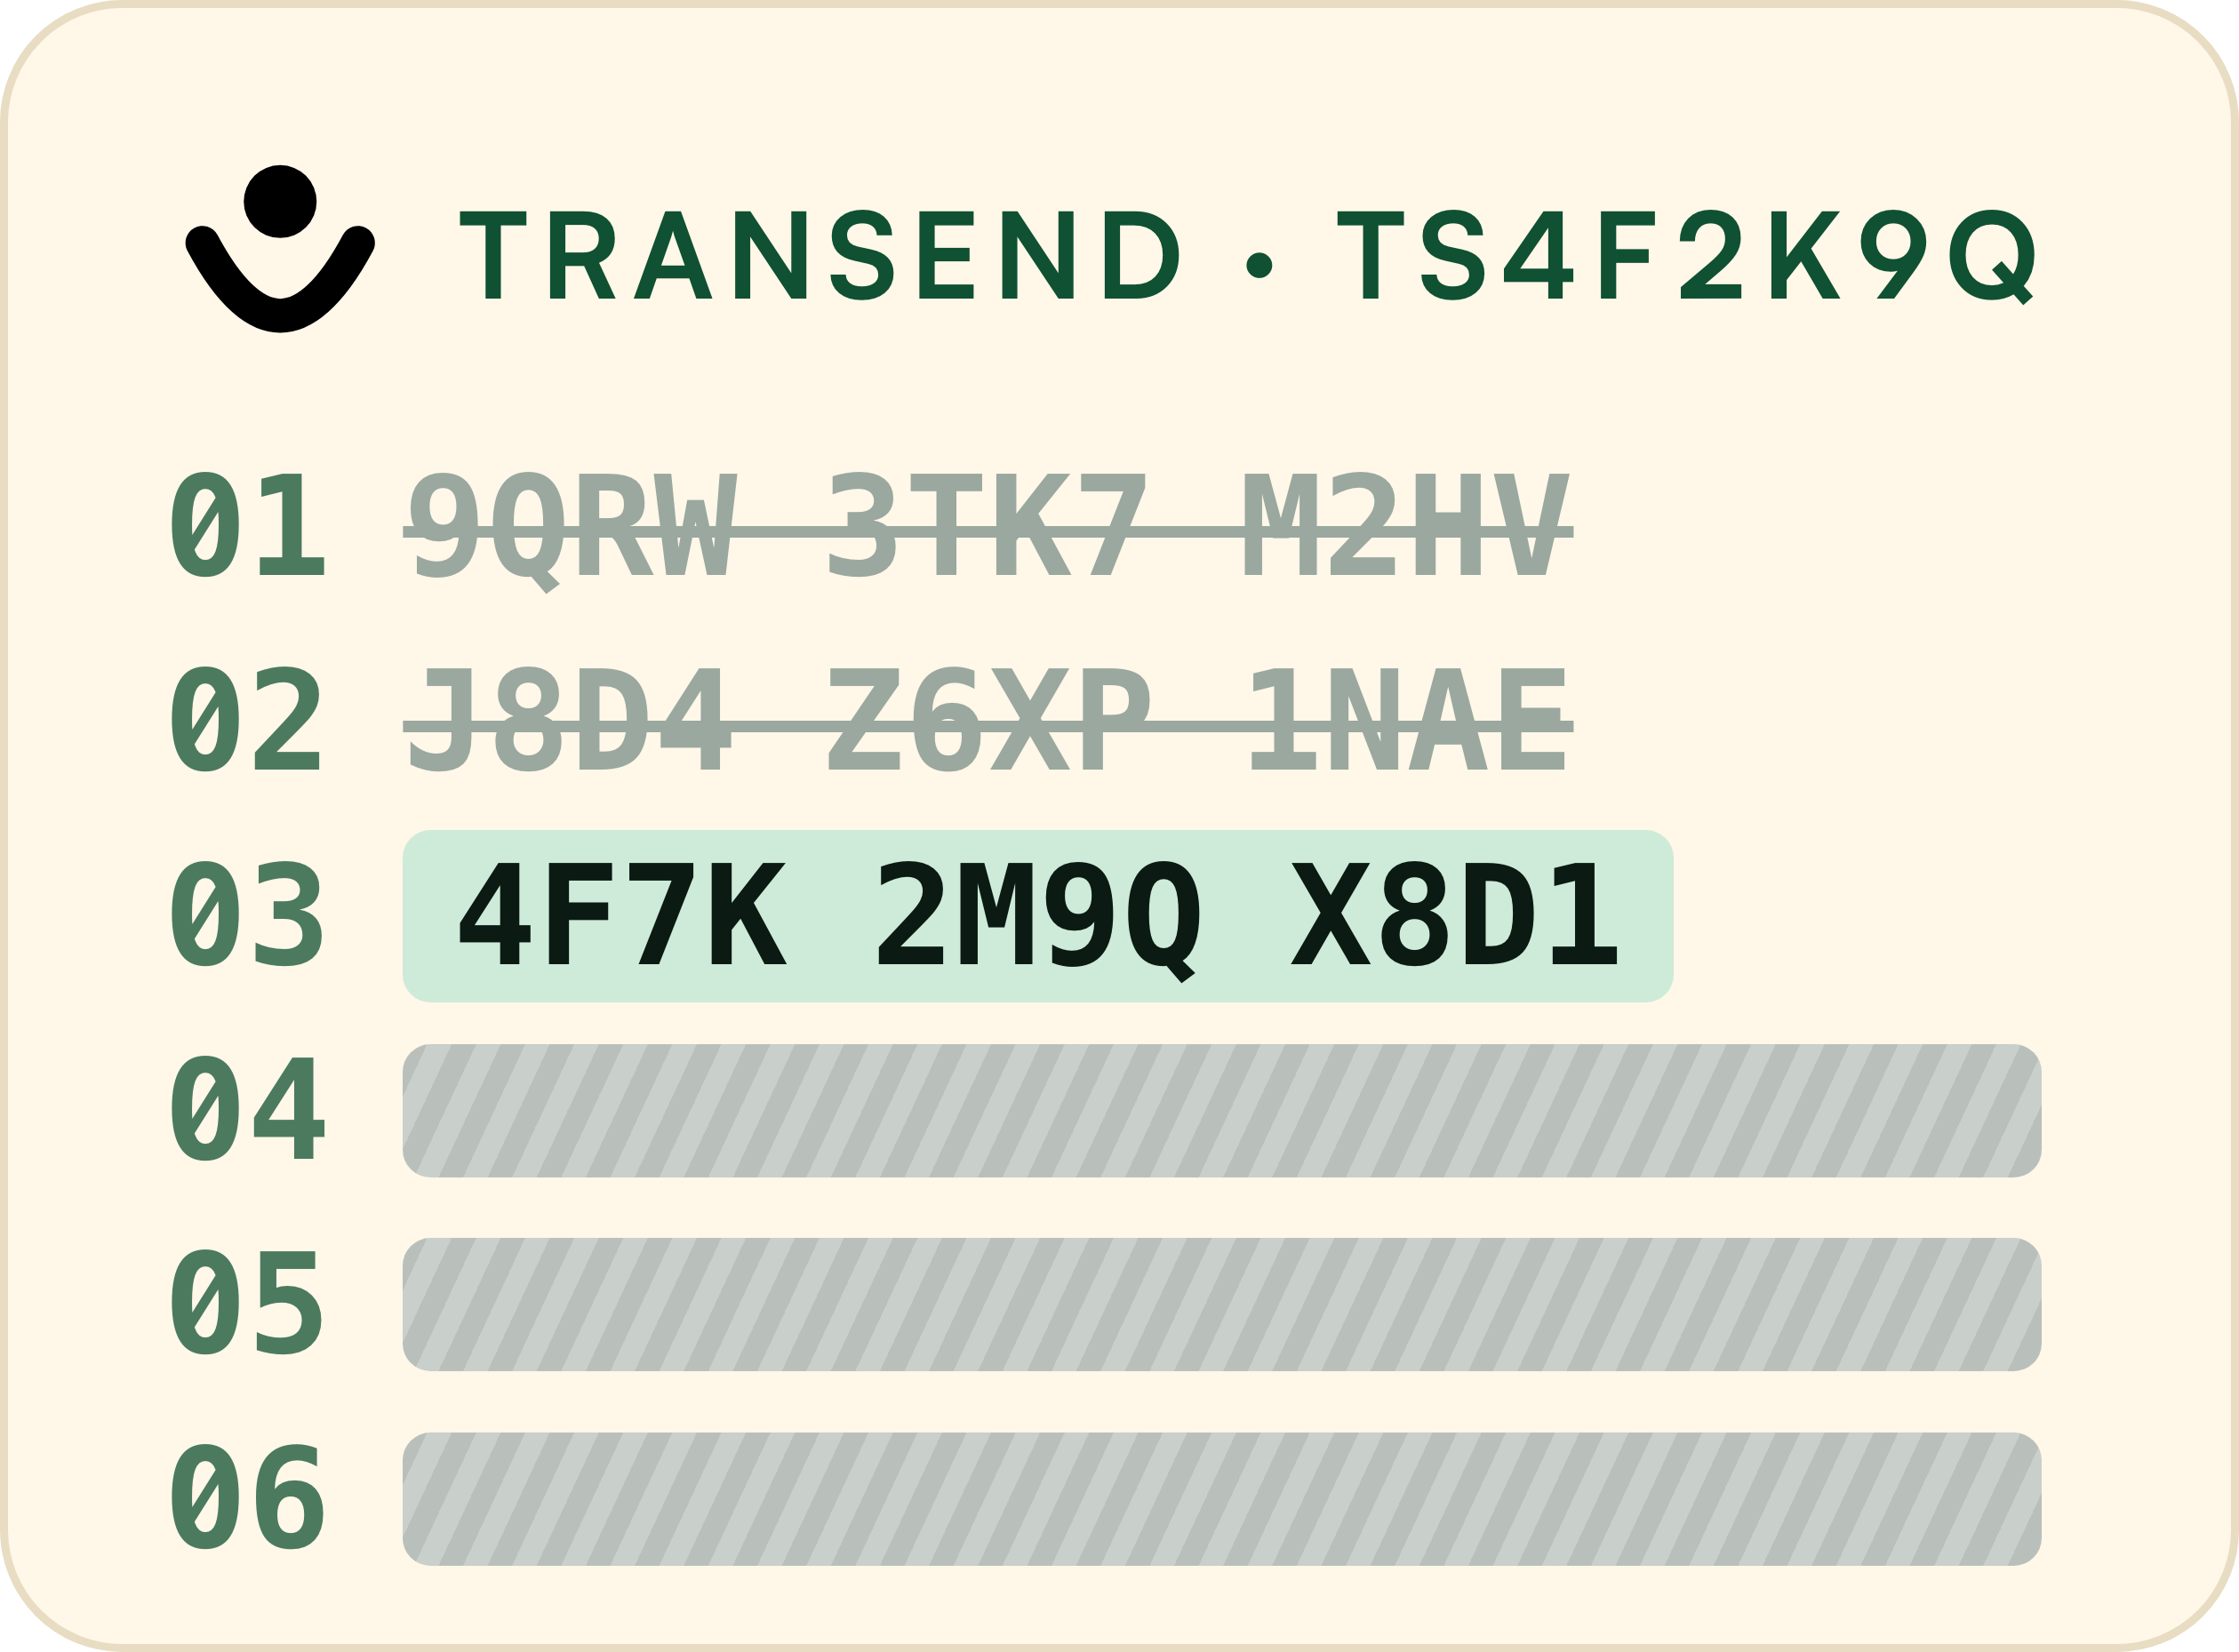 TRANSEND · TS4F2K9Q
01 9QRW 3TK7 M2HV
02 J8D4 Z6XP 1NAE
03 4F7K 2M9Q X8D1
04
05
06